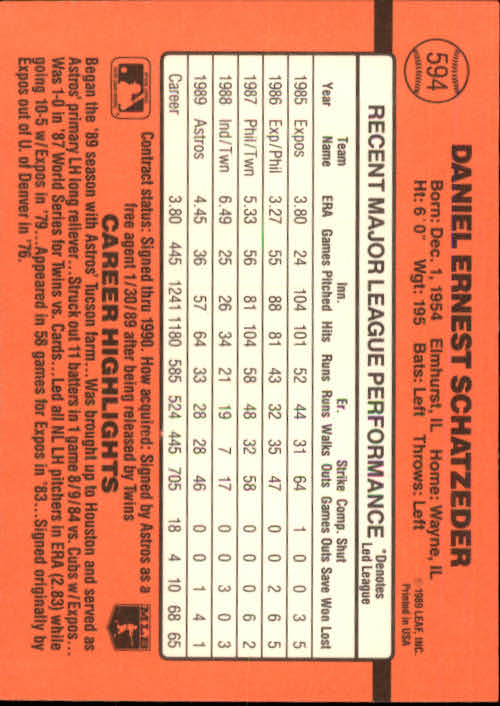 594
DANIEL ERNEST SCHATZEDER
Born: Dec. 1, 1954 Elmhurst, IL Home: Wayne, IL
Ht: 6' 0" Wgt: 195 Bats: Left Throws: Left
© 1989 LEAF, INC.
Printed in USA
RECENT MAJOR LEAGUE PERFORMANCE
*Denotes
Led League
Team Inn. Er. Strike Comp. Shut
Year Name ERA Games Pitched Hits Runs Runs Walks Outs Games Outs Save Won Lost
1985 Expos 3.80 24 104 101 52 44 31 64 1 0 0 3 5
1986 Exp/Phil 3.27 55 88 81 43 32 35 47 0 0 2 6 5
1987 Phil/Twn 5.33 56 81 104 58 48 32 58 0 0 0 6 2
1988 Ind/Twn 6.49 25 26 34 21 19 7 17 0 0 3 0 3
1989 Astros 4.45 36 57 64 33 28 28 46 0 0 1 4 1
Career 3.80 445 1241 1180 585 524 445 705 18 4 10 68 65
Contract status: Signed thru 1990. How acquired: Signed by Astros as a
free agent 1/30/89 after being released by Twins
CAREER HIGHLIGHTS
MLB
Began the '89 season with Astros' Tucson farm...Was brought up to Houston and served as
Astros' primary LH long reliever...Struck out 11 batters in 1 game 8/9/84 vs. Cubs w/Expos...
Was 1-0 in '87 World Series for Twins vs. Cards...Led all NL LH pitchers in ERA (2.83) while
going 10-5 w/Expos in '79...Appeared in 58 games for Expos in '83...Signed originally by
Expos out of U. of Denver in '76.